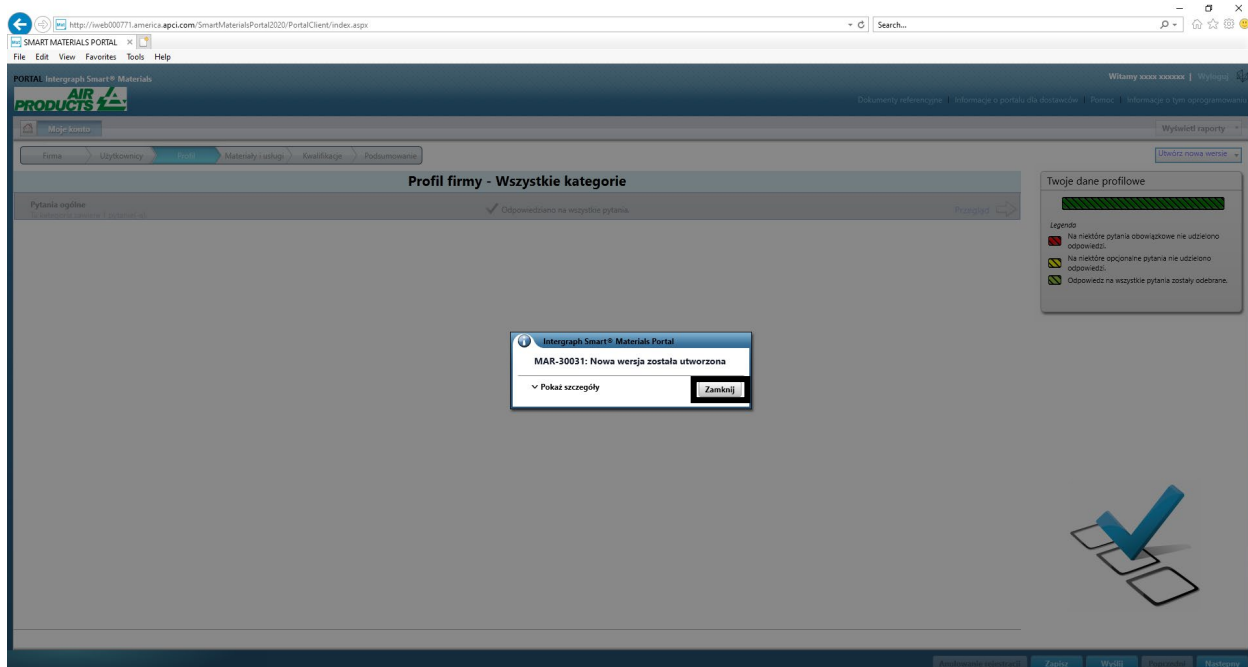 http://iweb000771.america.apci.com/SmartMaterialsPortal2020/PortalClient/index.aspx
Search...
SMART MATERIALS PORTAL
File Edit View Favorites Tools Help
PORTAL Intergraph Smart® Materials
Witamy xxxx xxxxxx | Wyloguj
AIR PRODUCTS
Dokumenty referencyjne | Informacje o portalu dla dostawców | Pomoc | Informacje o tym oprogramowaniu
Moje konto
Wyświetl raporty
Firma Użytkownicy Profil Materiały i usługi Kwalifikacje Podsumowanie
Utwórz nowa wersie
Profil firmy - Wszystkie kategorie
Twoje dane profilowe
Pytania ogólne
Odpowiedziano na wszystkie pytania.
Przegląd
Legenda
Na niektóre pytania obowiązkowe nie udzielono odpowiedzi.
Na niektóre opcjonalne pytania nie udzielono odpowiedzi.
Odpowiedz na wszystkie pytania zostały odebrane.
Intergraph Smart® Materials Portal
MAR-30031: Nowa wersja została utworzona
Pokaż szczegóły
Zamknij
Zapisz Wyślij Poprzedni Następny